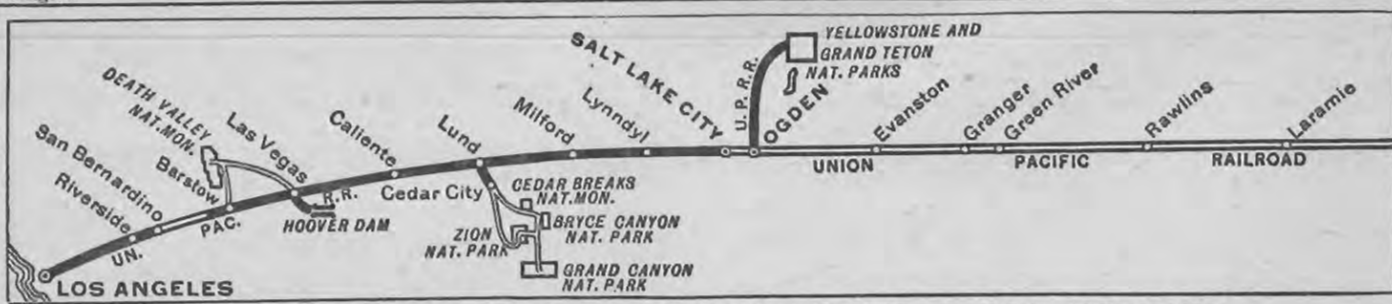 YELLOWSTONE AND
GRAND TETON
NAT. PARKS
SALT LAKE CITY
U.P.R.R.
OGDEN
Evanston
Granger
Green River
Rawlins
Laramie
DEATH VALLEY
NAT. MON.
Las Vegas
Caliente
Lund
Milford
Lynndyl
San Bernardino
Riverside
Barstow
UNION
PACIFIC
RAILROAD
UN.
PAC.
R.R.
HOOVER DAM
Cedar City
CEDAR BREAKS
NAT. MON.
BRYCE CANYON
NAT. PARK
ZION
NAT. PARK
GRAND CANYON
NAT. PARK
LOS ANGELES